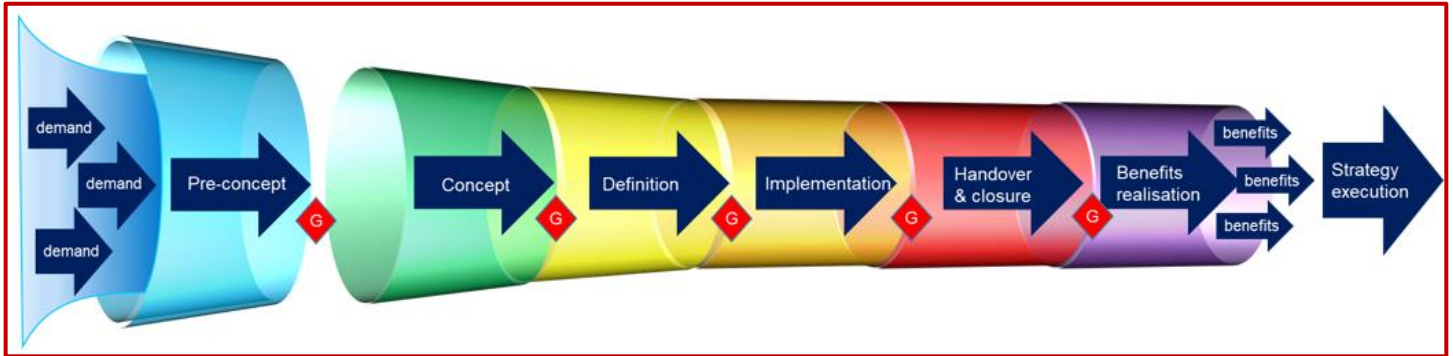 demand
demand
demand
Pre-concept
G
Concept
G
Definition
G
Implementation
G
Handover
& closure
G
Benefits
realisation
benefits
benefits
benefits
Strategy
execution